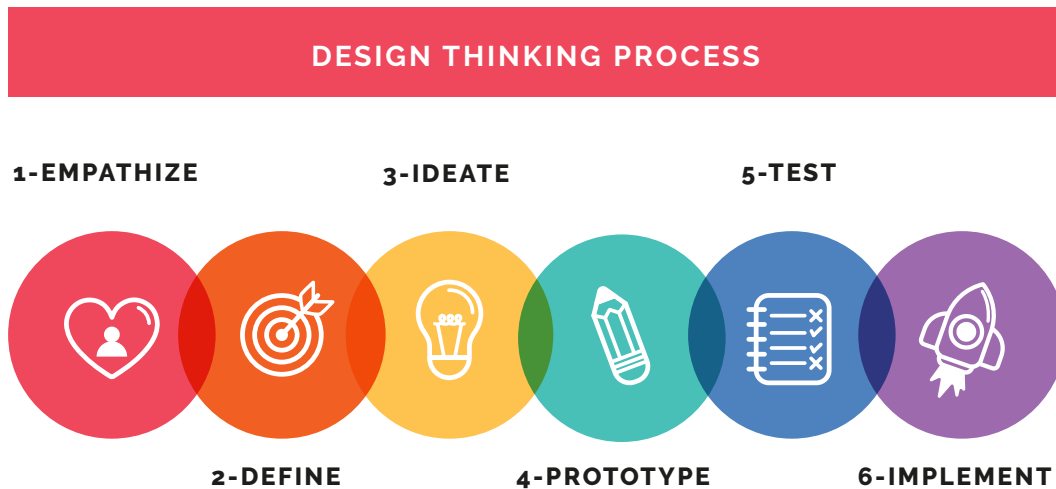 DESIGN THINKING PROCESS
1-EMPATHIZE
2-DEFINE
3-IDEATE
4-PROTOTYPE
5-TEST
6-IMPLEMENT